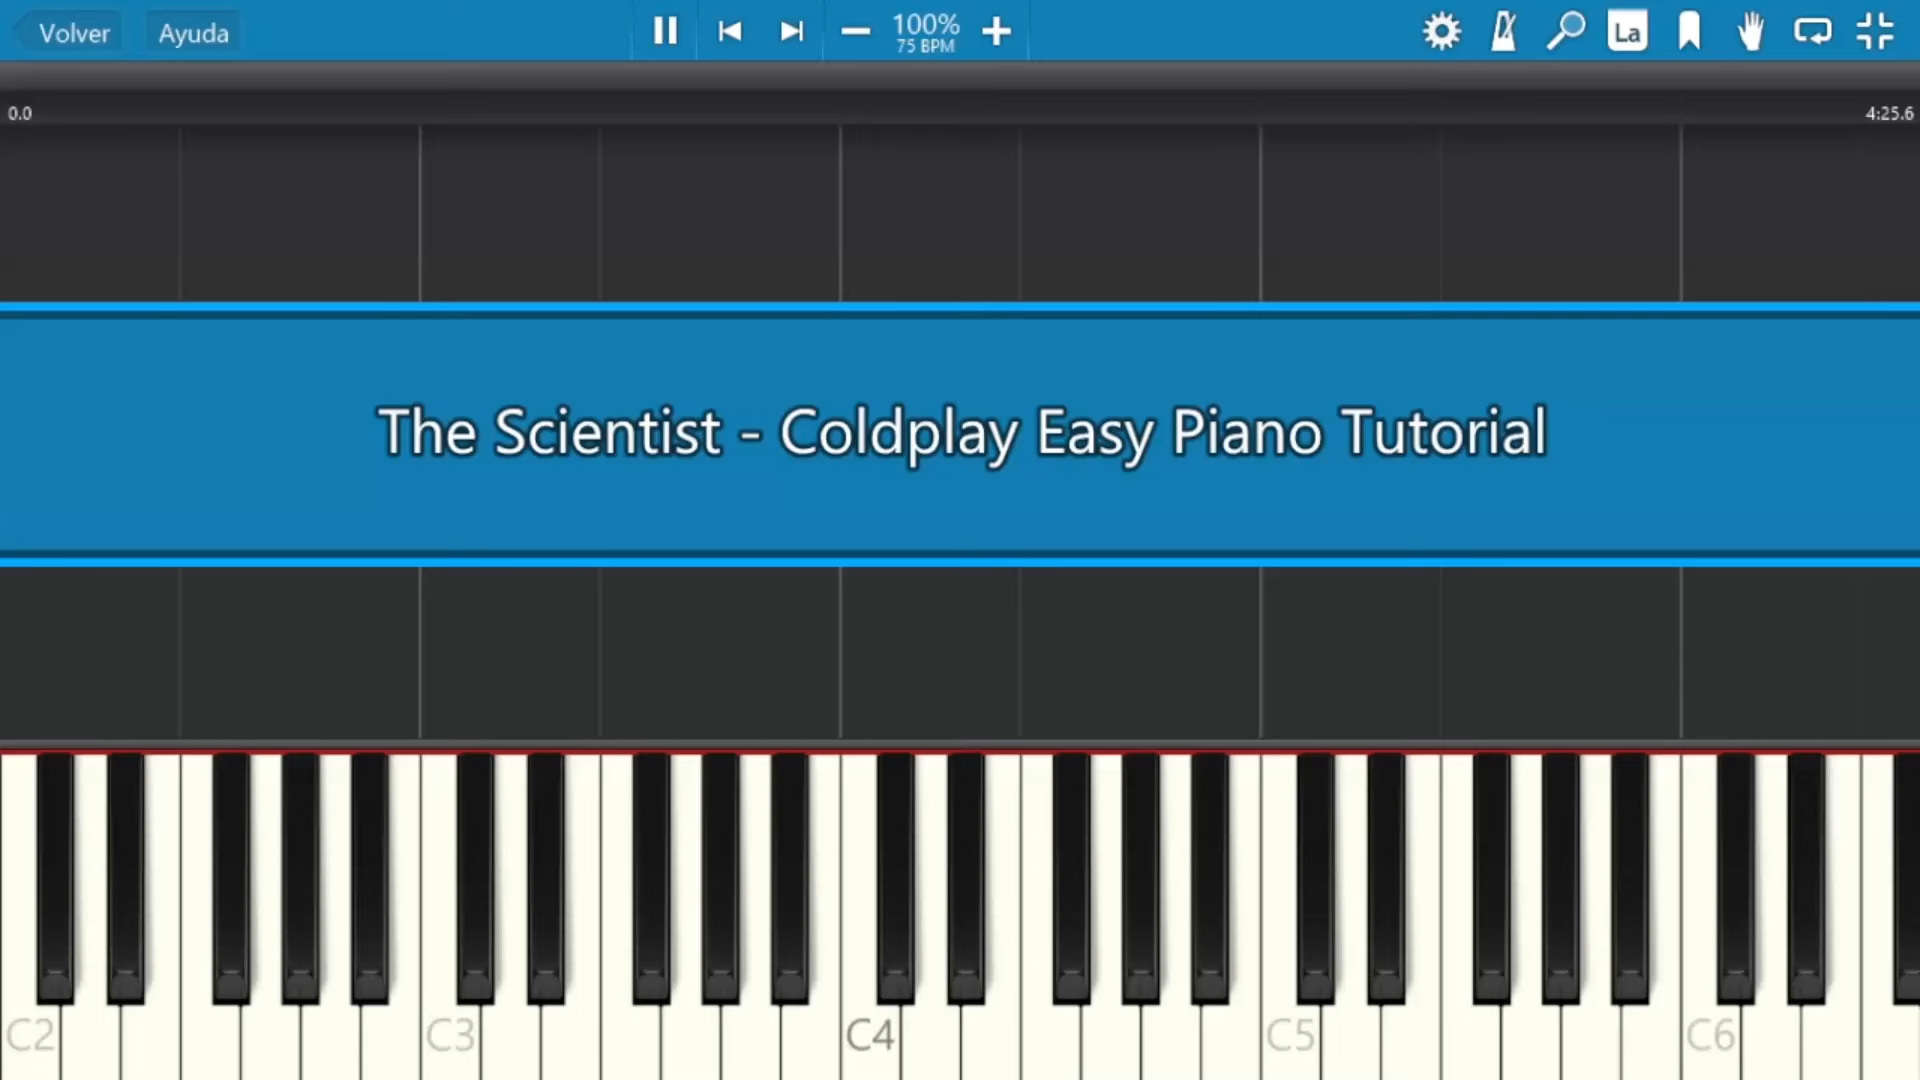 Volver Ayuda 100% La
75 BPM
0.0 4:25.6
The Scientist - Coldplay Easy Piano Tutorial
C2 C3 C4 C5 C6